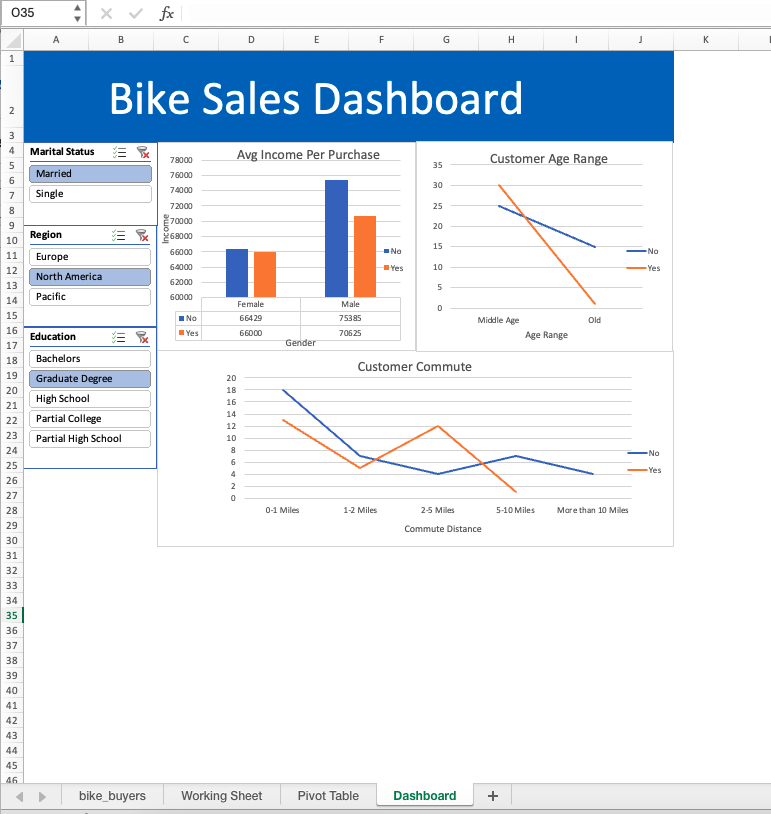 O35
fx
A B C D E F G H I J K
Bike Sales Dashboard
Marital Status
Married
Single
Region
Europe
North America
Pacific
Education
Bachelors
Graduate Degree
High School
Partial College
Partial High School
Avg Income Per Purchase
78000
76000
74000
72000
70000
68000
66000
64000
62000
60000
Income
Female Male
No 66429 75385
Yes 66000 70625
Gender
No
Yes
Customer Age Range
35
30
25
20
15
10
5
0
Middle Age Old
Age Range
No
Yes
Customer Commute
20
18
16
14
12
10
8
6
4
2
0
0-1 Miles 1-2 Miles 2-5 Miles 5-10 Miles More than 10 Miles
Commute Distance
No
Yes
1
2
3
4
5
6
7
8
9
10
11
12
13
14
15
16
17
18
19
20
21
22
23
24
25
26
27
28
29
30
31
32
33
34
35
36
37
38
39
40
41
42
43
44
45
46
bike_buyers Working Sheet Pivot Table Dashboard +